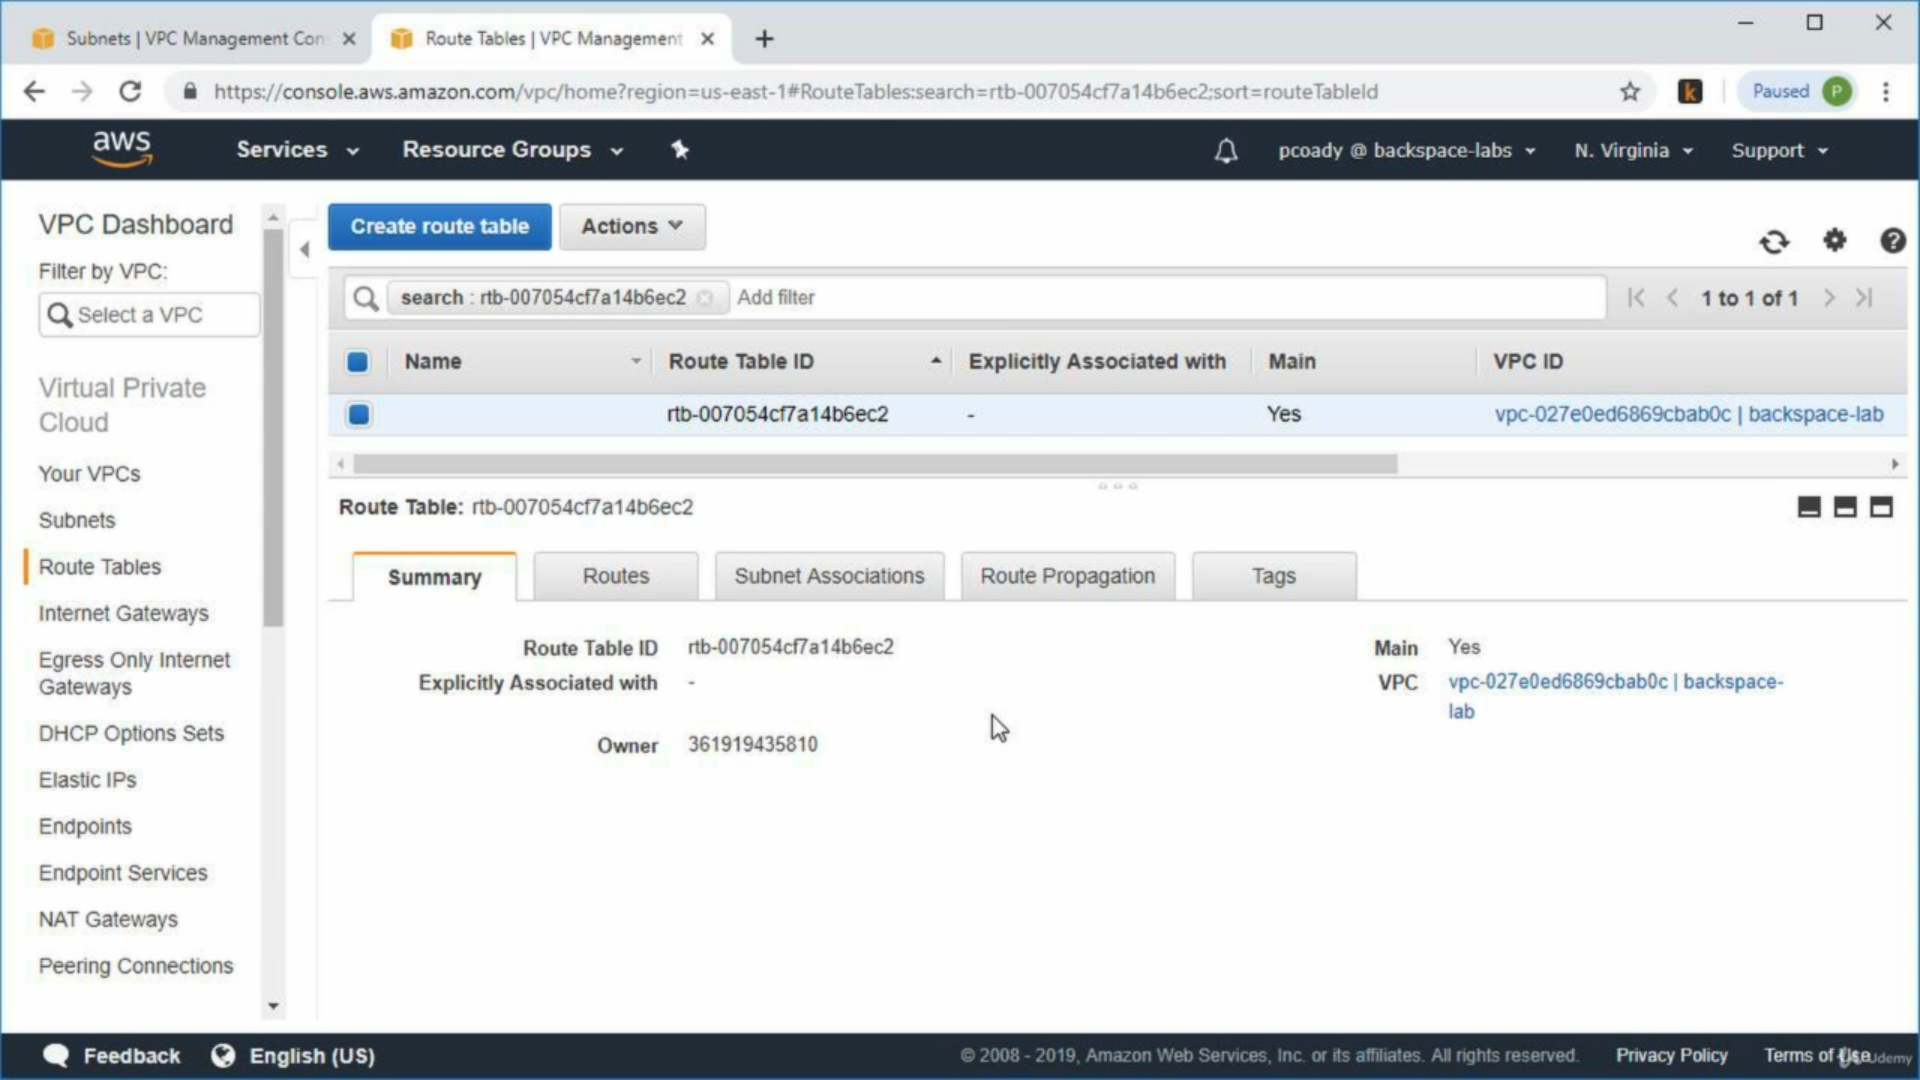 Subnets | VPC Management Con
Route Tables | VPC Management
https://console.aws.amazon.com/vpc/home?region=us-east-1#RouteTables:search=rtb-007054cf7a14b6ec2;sort=routeTableId
k
Paused P
aws Services Resource Groups pcoady @ backspace-labs N. Virginia Support
VPC Dashboard
Filter by VPC:
Select a VPC
Virtual Private
Cloud
Your VPCs
Subnets
Route Tables
Internet Gateways
Egress Only Internet
Gateways
DHCP Options Sets
Elastic IPs
Endpoints
Endpoint Services
NAT Gateways
Peering Connections
Create route table Actions
search : rtb-007054cf7a14b6ec2 Add filter 1 to 1 of 1
Name Route Table ID Explicitly Associated with Main VPC ID
rtb-007054cf7a14b6ec2 - Yes vpc-027e0ed6869cbab0c | backspace-lab
Route Table: rtb-007054cf7a14b6ec2
Summary Routes Subnet Associations Route Propagation Tags
Route Table ID rtb-007054cf7a14b6ec2 Main Yes
Explicitly Associated with - VPC vpc-027e0ed6869cbab0c | backspace-
lab
Owner 361919435810
Feedback English (US) © 2008 - 2019, Amazon Web Services, Inc. or its affiliates. All rights reserved. Privacy Policy Terms of Use
Udemy